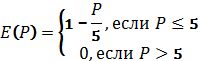 E(P) = {1 − P/5, если P ≤ 5
0, если P > 5